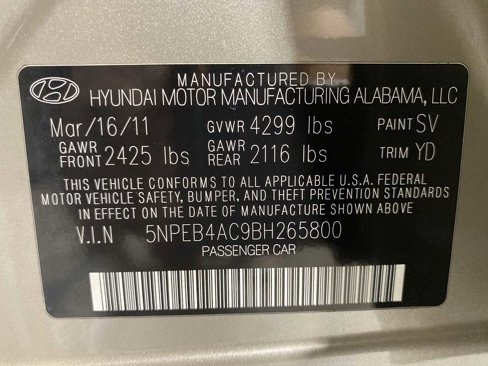 MANUFACTURED BY
HYUNDAI MOTOR MANUFACTURING ALABAMA, LLC
Mar/16/11 GVWR 4299 lbs PAINT SV
GAWR FRONT 2425 lbs GAWR REAR 2116 lbs TRIM YD
THIS VEHICLE CONFORMS TO ALL APPLICABLE U.S.A. FEDERAL
MOTOR VEHICLE SAFETY, BUMPER, AND THEFT PREVENTION STANDARDS
IN EFFECT ON THE DATE OF MANUFACTURE SHOWN ABOVE
V.I.N 5NPEB4AC9BH265800
PASSENGER CAR